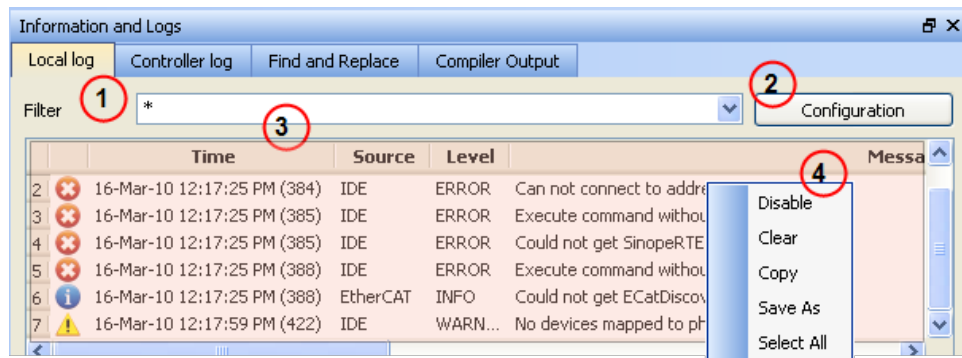 Information and Logs
Local log Controller log Find and Replace Compiler Output
Filter 1 * 2 Configuration
3
Time Source Level Messa
4
2 16-Mar-10 12:17:25 PM (384) IDE ERROR Can not connect to addre
Disable
3 16-Mar-10 12:17:25 PM (385) IDE ERROR Execute command withou
Clear
4 16-Mar-10 12:17:25 PM (385) IDE ERROR Could not get SinopeRTE
5 16-Mar-10 12:17:25 PM (388) IDE ERROR Execute command withou
Copy
6 16-Mar-10 12:17:25 PM (388) EtherCAT INFO Could not get ECatDiscov
Save As
7 16-Mar-10 12:17:59 PM (422) IDE WARN... No devices mapped to ph
Select All